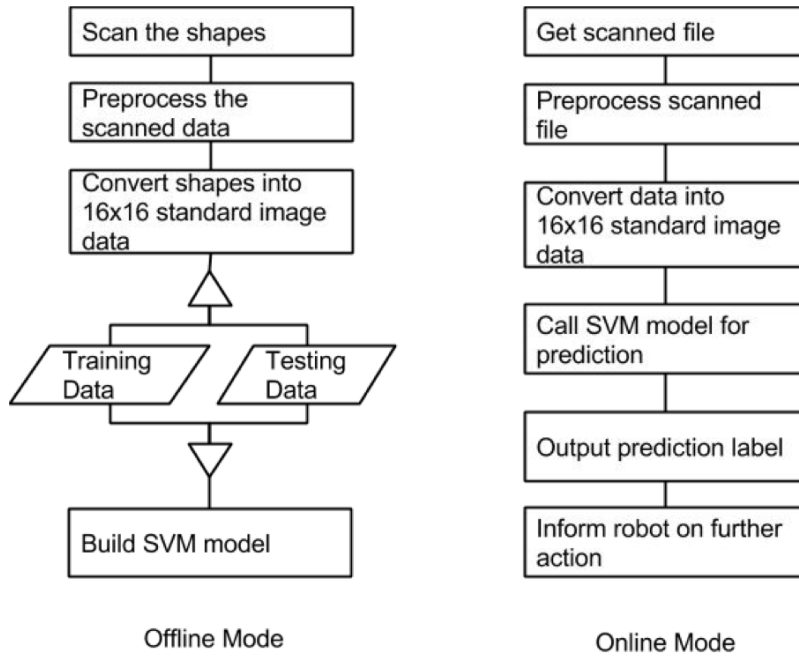 Scan the shapes
Preprocess the
scanned data
Convert shapes into
16x16 standard image
data
Training
Data
Testing
Data
Build SVM model
Offline Mode
Get scanned file
Preprocess scanned
file
Convert data into
16x16 standard image
data
Call SVM model for
prediction
Output prediction label
Inform robot on further
action
Online Mode